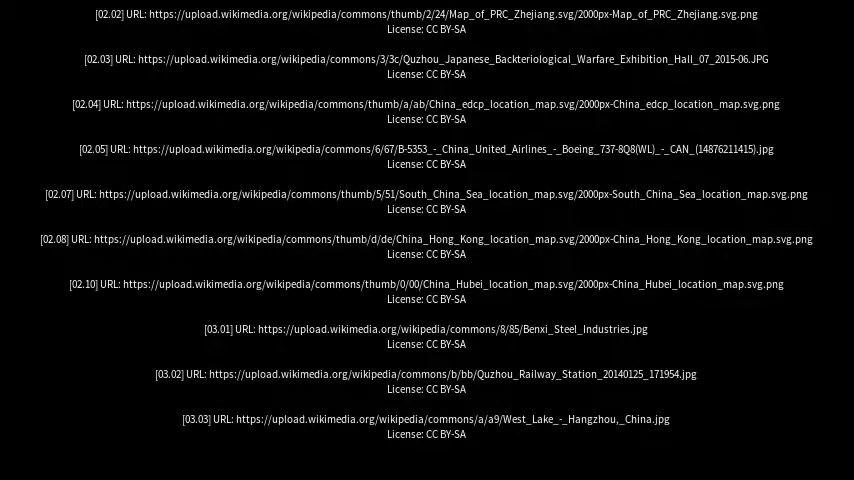 [02.02] URL: https://upload.wikimedia.org/wikipedia/commons/thumb/2/24/Map_of_PRC_Zhejiang.svg/2000px-Map_of_PRC_Zhejiang.svg.png
License: CC BY-SA
[02.03] URL: https://upload.wikimedia.org/wikipedia/commons/3/3c/Quzhou_Japanese_Backteriological_Warfare_Exhibition_Hall_07_2015-06.JPG
License: CC BY-SA
[02.04] URL: https://upload.wikimedia.org/wikipedia/commons/thumb/a/ab/China_edcp_location_map.svg/2000px-China_edcp_location_map.svg.png
License: CC BY-SA
[02.05] URL: https://upload.wikimedia.org/wikipedia/commons/6/67/B-5353_-_China_United_Airlines_-_Boeing_737-8Q8(WL)_-_CAN_(14876211415).jpg
License: CC BY-SA
[02.07] URL: https://upload.wikimedia.org/wikipedia/commons/thumb/5/51/South_China_Sea_location_map.svg/2000px-South_China_Sea_location_map.svg.png
License: CC BY-SA
[02.08] URL: https://upload.wikimedia.org/wikipedia/commons/thumb/d/de/China_Hong_Kong_location_map.svg/2000px-China_Hong_Kong_location_map.svg.png
License: CC BY-SA
[02.10] URL: https://upload.wikimedia.org/wikipedia/commons/thumb/0/00/China_Hubei_location_map.svg/2000px-China_Hubei_location_map.svg.png
License: CC BY-SA
[03.01] URL: https://upload.wikimedia.org/wikipedia/commons/8/85/Benxi_Steel_Industries.jpg
License: CC BY-SA
[03.02] URL: https://upload.wikimedia.org/wikipedia/commons/b/bb/Quzhou_Railway_Station_20140125_171954.jpg
License: CC BY-SA
[03.03] URL: https://upload.wikimedia.org/wikipedia/commons/a/a9/West_Lake_-_Hangzhou,_China.jpg
License: CC BY-SA